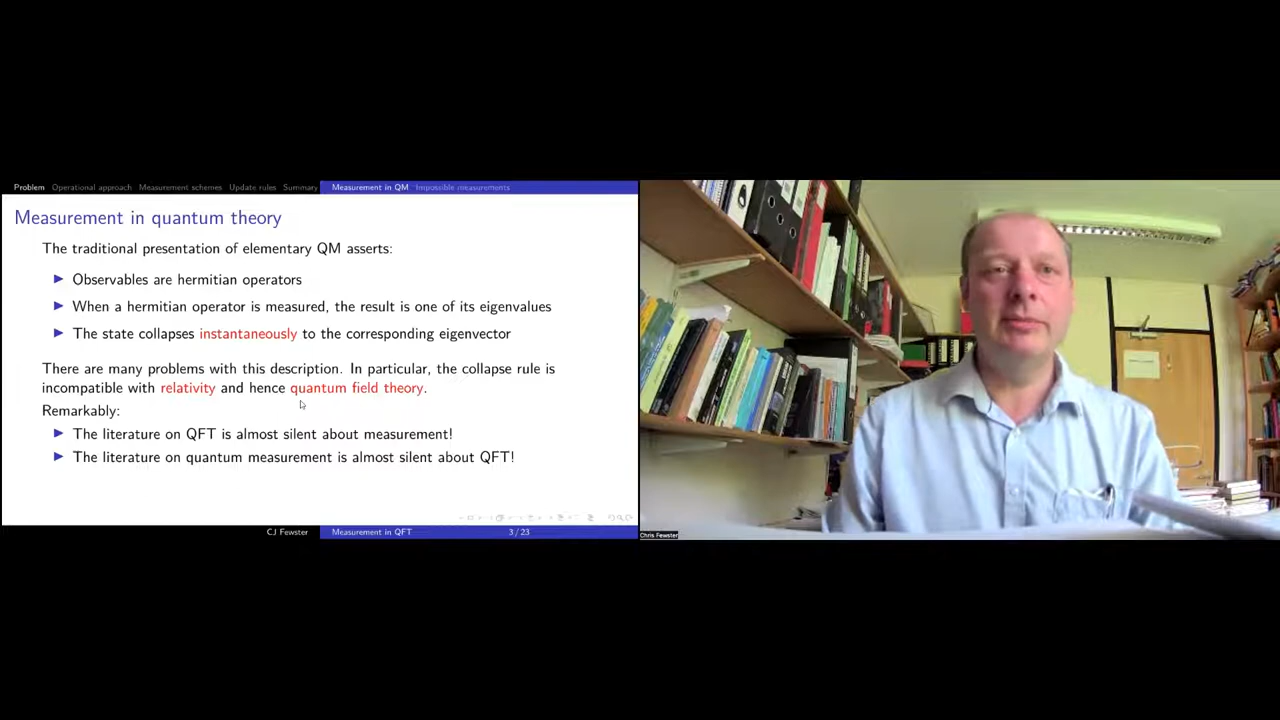 Problem Operational approach Measurement schemes Update rules Summary Measurement in QM Impossible measurements
Measurement in quantum theory
The traditional presentation of elementary QM asserts:
▶ Observables are hermitian operators
▶ When a hermitian operator is measured, the result is one of its eigenvalues
▶ The state collapses instantaneously to the corresponding eigenvector
There are many problems with this description. In particular, the collapse rule is
incompatible with relativity and hence quantum field theory.
Remarkably:
▶ The literature on QFT is almost silent about measurement!
▶ The literature on quantum measurement is almost silent about QFT!
CJ Fewster Measurement in QFT 3 / 23
Chris Fewster